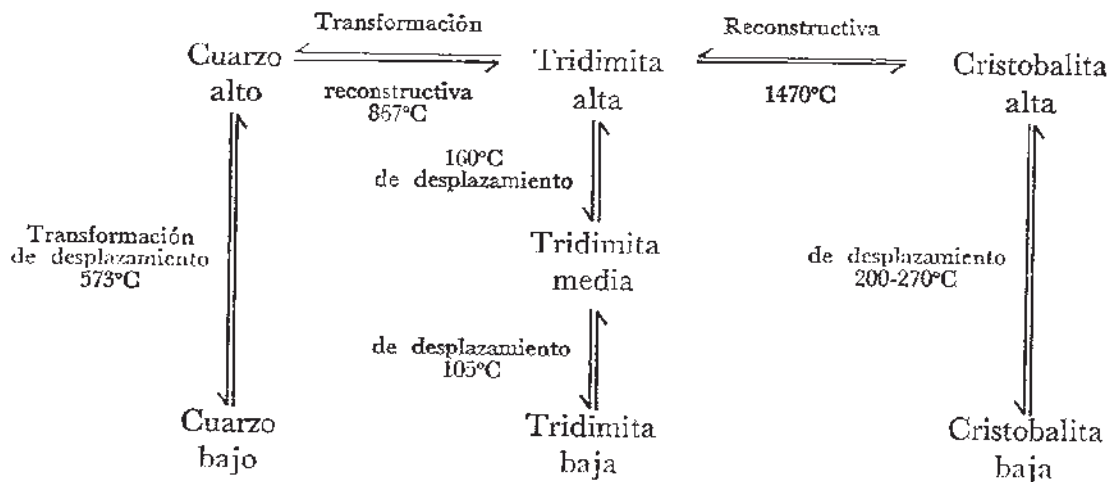 Transformación
Reconstructiva
Cuarzo
alto
Tridimita
alta
Cristobalita
alta
reconstructiva
867°C
1470°C
160°C
de desplazamiento
Transformación
de desplazamiento
573°C
Tridimita
media
de desplazamiento
200-270°C
de desplazamiento
105°C
Cuarzo
bajo
Tridimita
baja
Cristobalita
baja